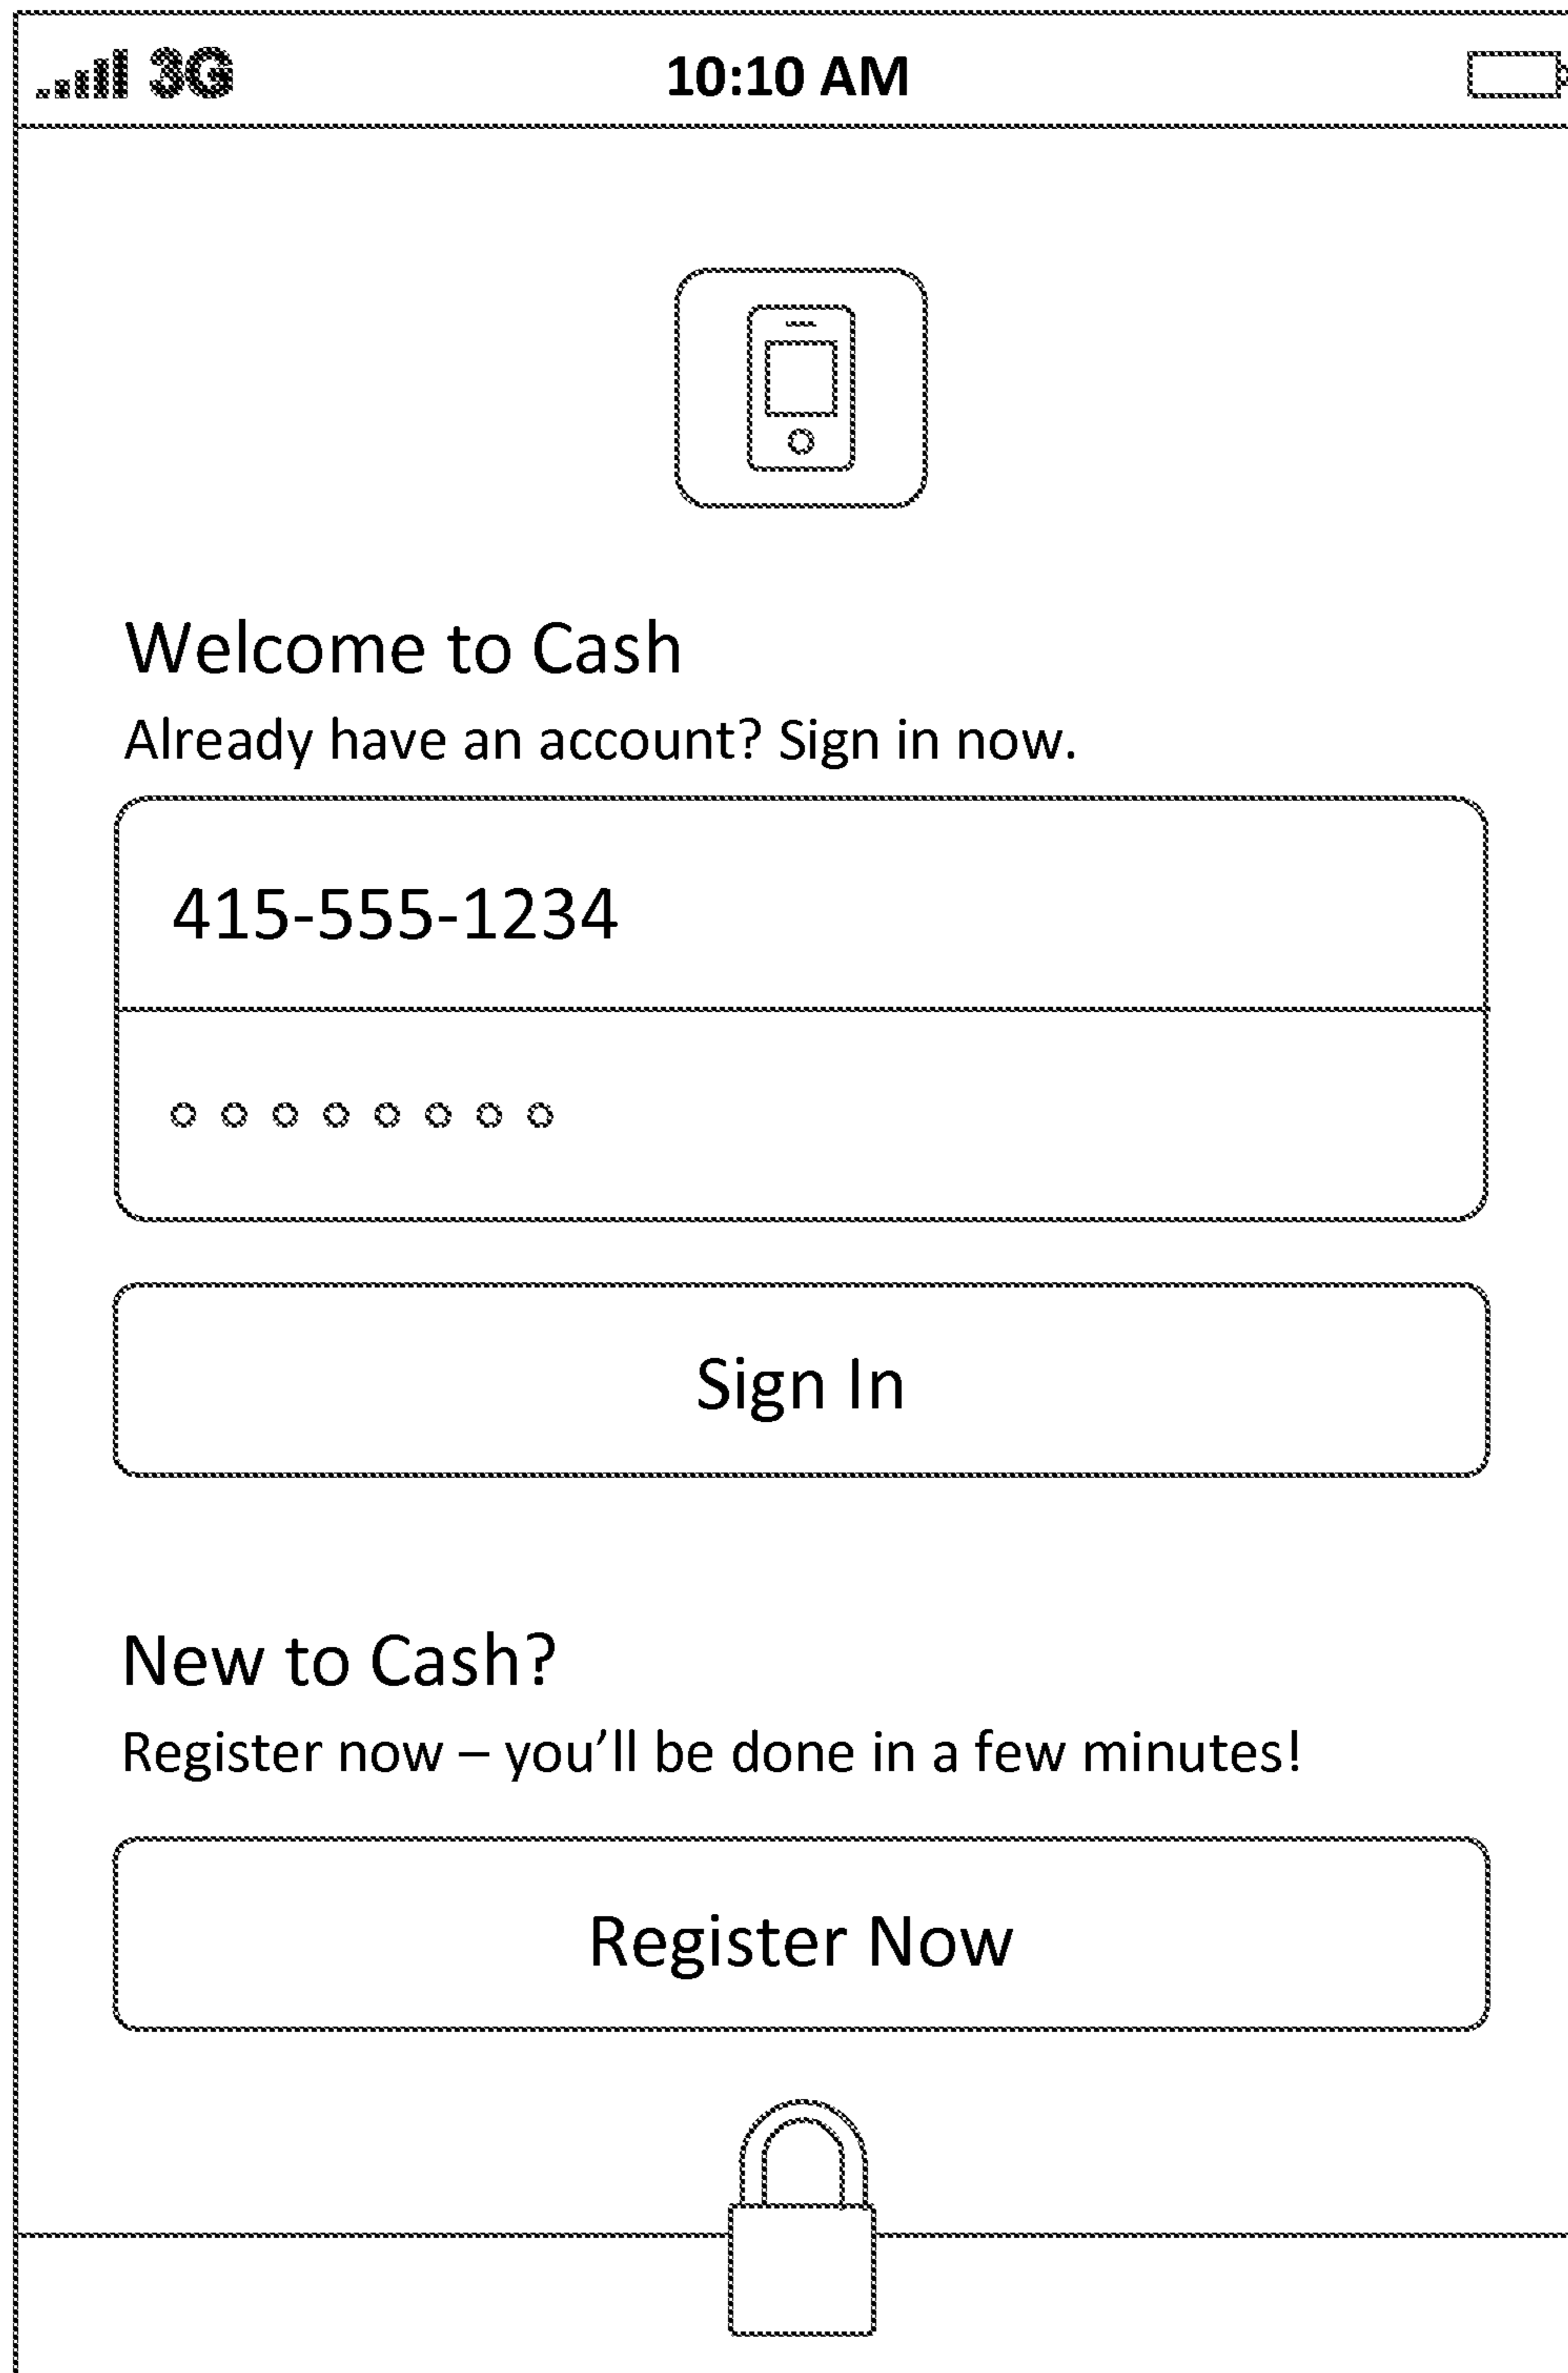 3G
10:10 AM
Welcome to Cash
Already have an account? Sign in now.
415-555-1234
Sign In
New to Cash?
Register now – you’ll be done in a few minutes!
Register Now